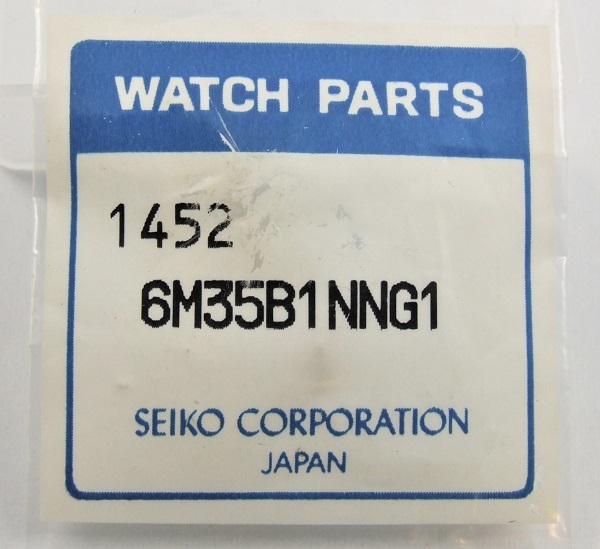 WATCH PARTS
1452
6M35B1NNG1
SEIKO CORPORATION
JAPAN